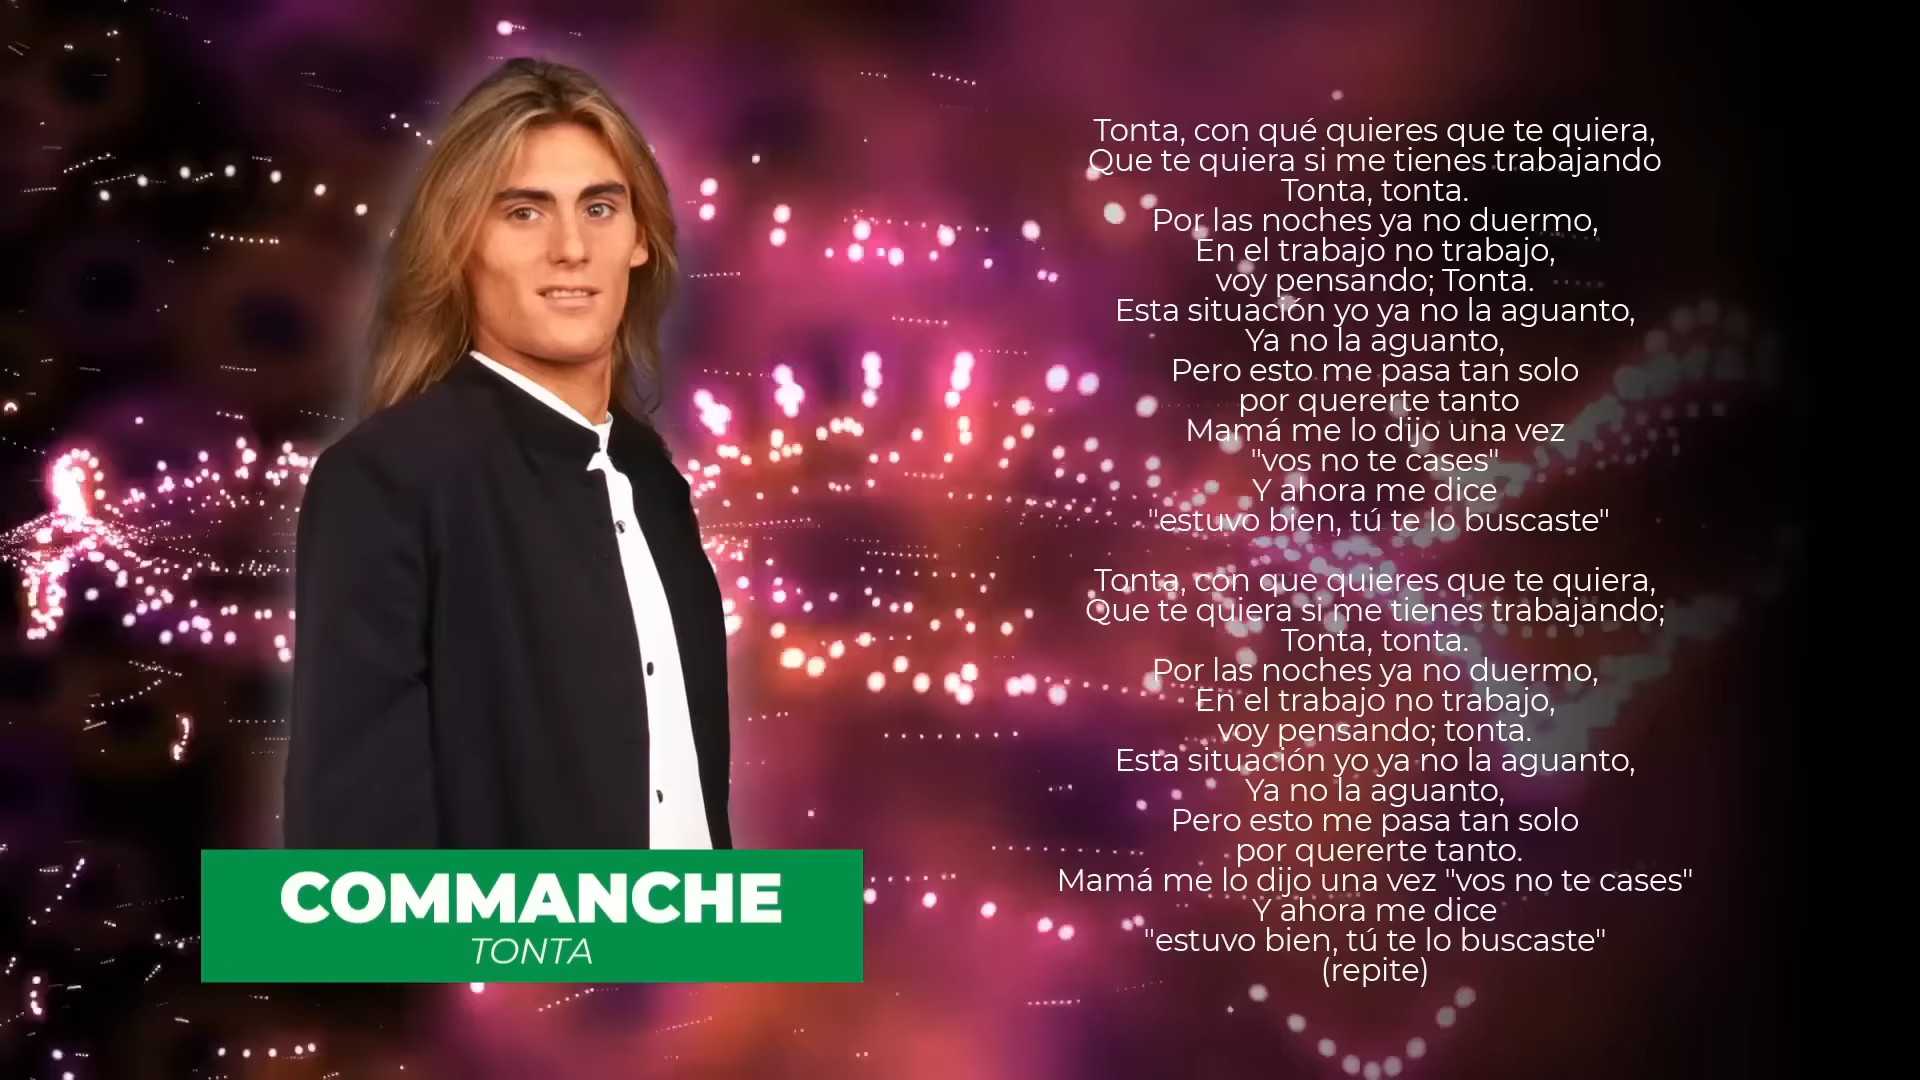 Tonta, con qué quieres que te quiera,
Que te quiera si me tienes trabajando
Tonta, tonta.
Por las noches ya no duermo,
En el trabajo no trabajo,
voy pensando; Tonta.
Esta situación yo ya no la aguanto,
Ya no la aguanto,
Pero esto me pasa tan solo
por quererte tanto
Mamá me lo dijo una vez
"vos no te cases"
Y ahora me dice
"estuvo bien, tú te lo buscaste"
Tonta, con que quieres que te quiera,
Que te quiera si me tienes trabajando;
Tonta, tonta.
Por las noches ya no duermo,
En el trabajo no trabajo,
voy pensando; tonta.
Esta situación yo ya no la aguanto,
Ya no la aguanto,
Pero esto me pasa tan solo
por quererte tanto.
Mamá me lo dijo una vez "vos no te cases"
Y ahora me dice
"estuvo bien, tú te lo buscaste"
(repite)
COMMANCHE
TONTA